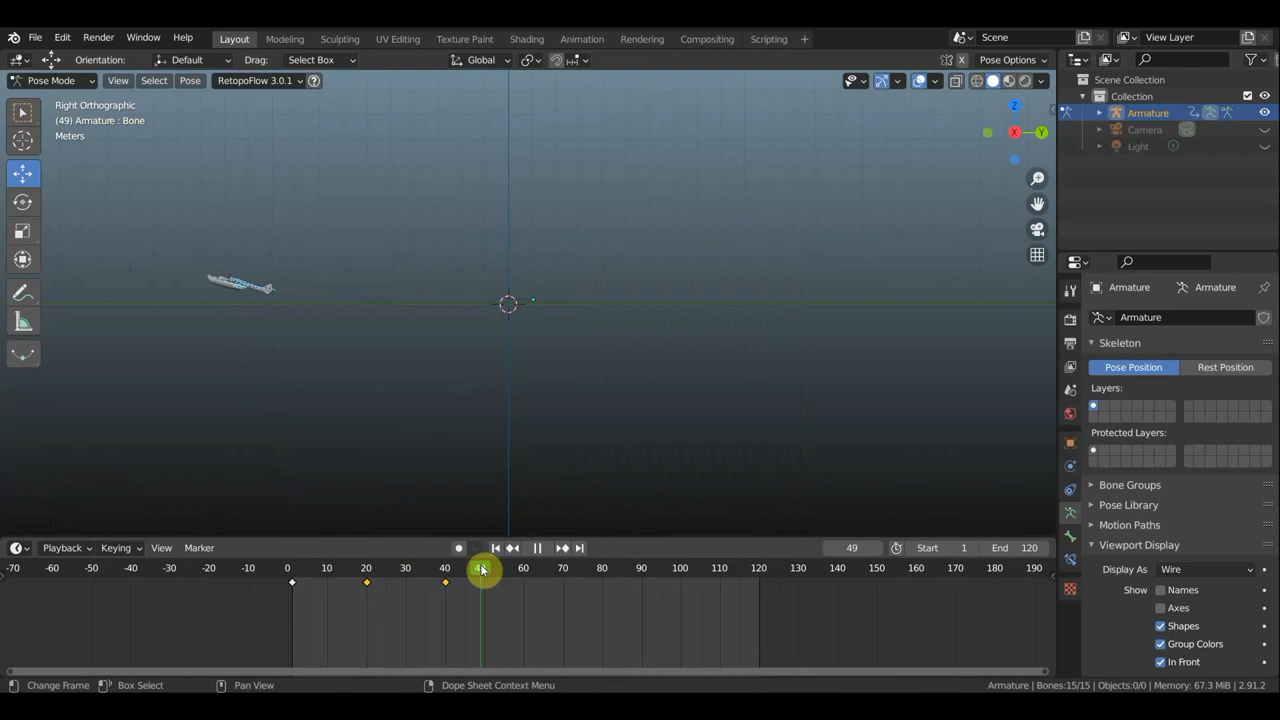 File Edit Render Window Help Layout Modeling Sculpting UV Editing Texture Paint Shading Animation Rendering Compositing Scripting + Scene View Layer
Orientation: Default Drag: Select Box Global Pose Options
Pose Mode View Select Pose RetopoFlow 3.0.1 ?
Scene Collection
Collection
Armature
Camera
Light
Right Orthographic
(49) Armature : Bone
Meters
Z
X
Y
Armature Armature
Armature
Skeleton
Pose Position Rest Position
Layers:
Protected Layers:
Bone Groups
Pose Library
Motion Paths
Viewport Display
Display As Wire
Show Names
Axes
Shapes
Group Colors
In Front
Playback Keying View Marker 49 Start 1 End 120
-70 -60 -50 -40 -30 -20 -10 0 10 20 30 40 49 60 70 80 90 100 110 120 130 140 150 160 170 180 190
Change Frame Box Select Pan View Dope Sheet Context Menu Armature | Bones:15/15 | Objects:0/0 | Memory: 67.3 MiB | 2.91.2